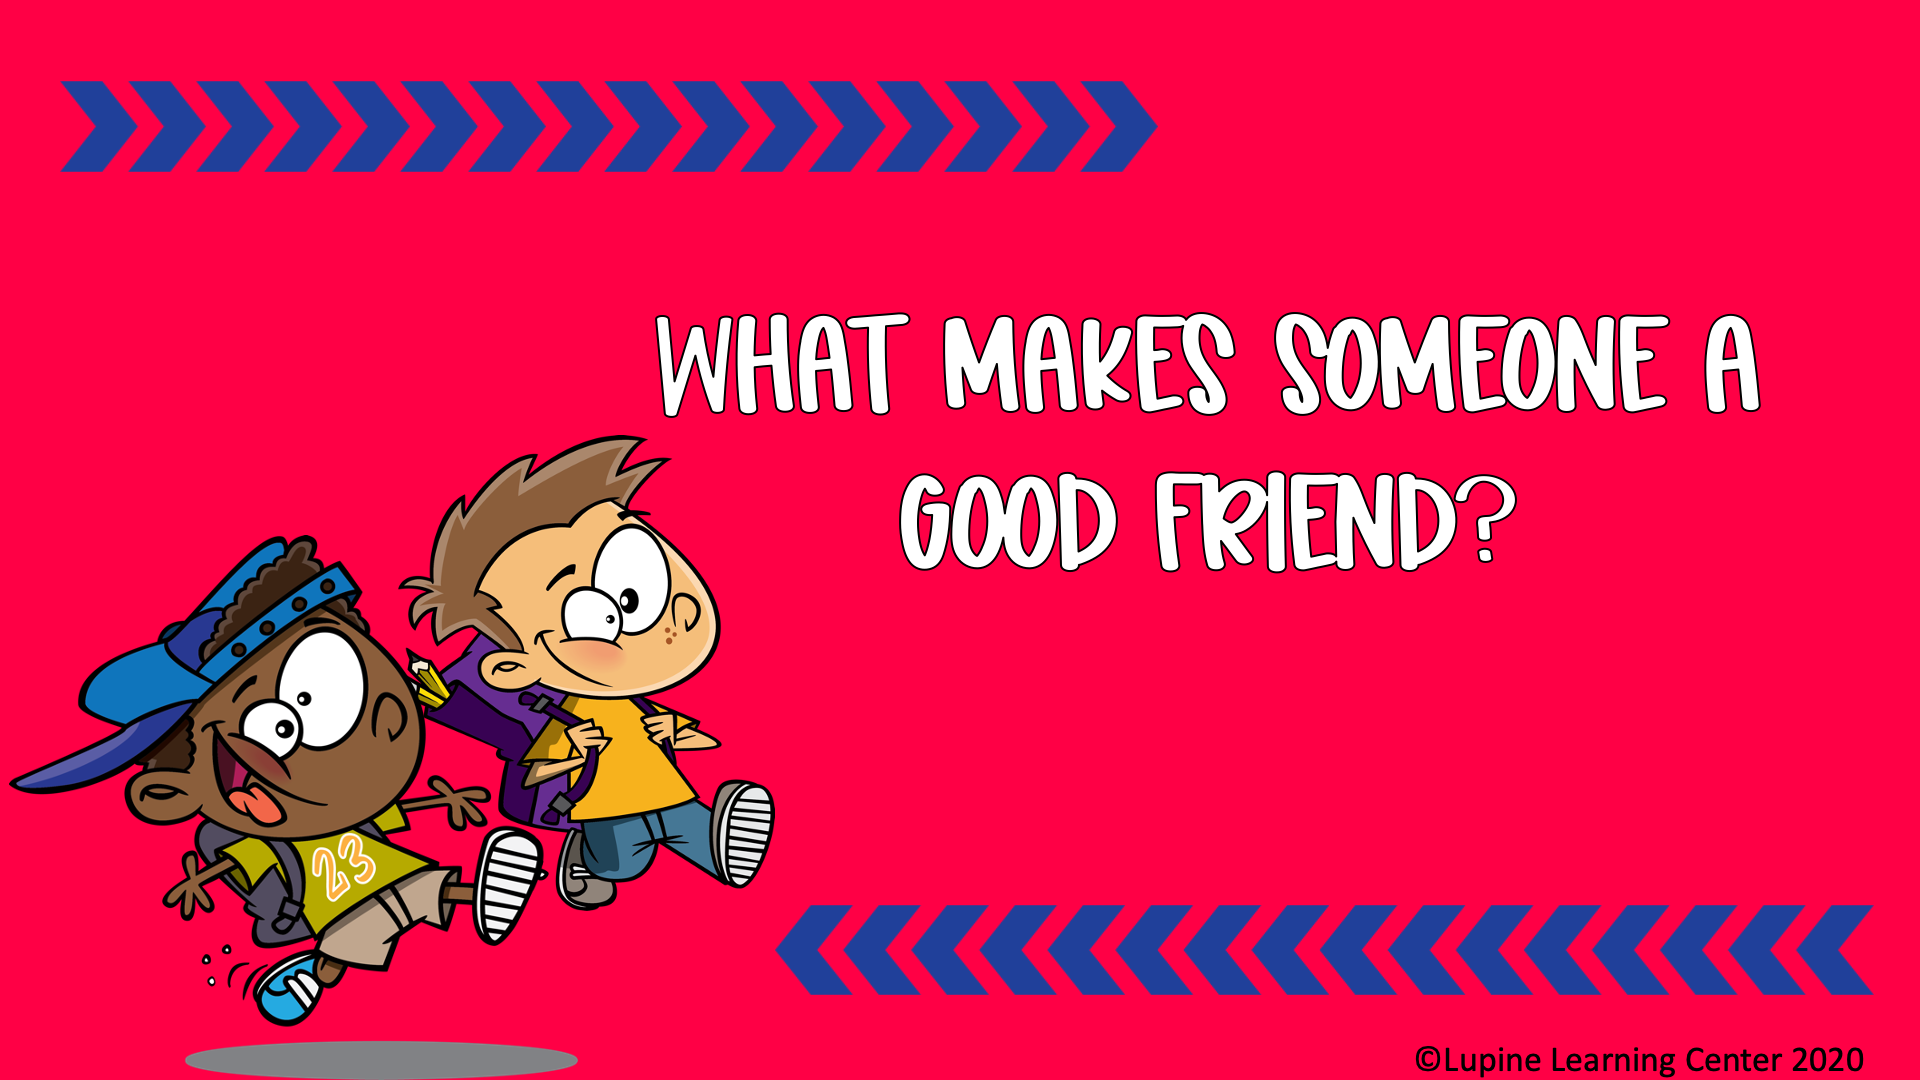 WHAT MAKES SOMEONE A
GOOD FRIEND?
23
©Lupine Learning Center 2020